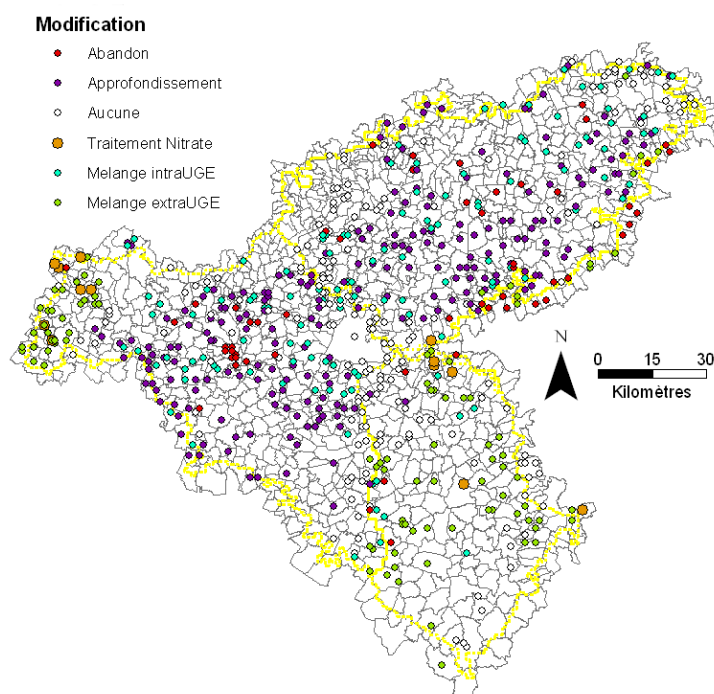 Modification
Abandon
Approfondissement
Aucune
Traitement Nitrate
Melange intraUGE
Melange extraUGE
N
0 15 30
Kilomètres